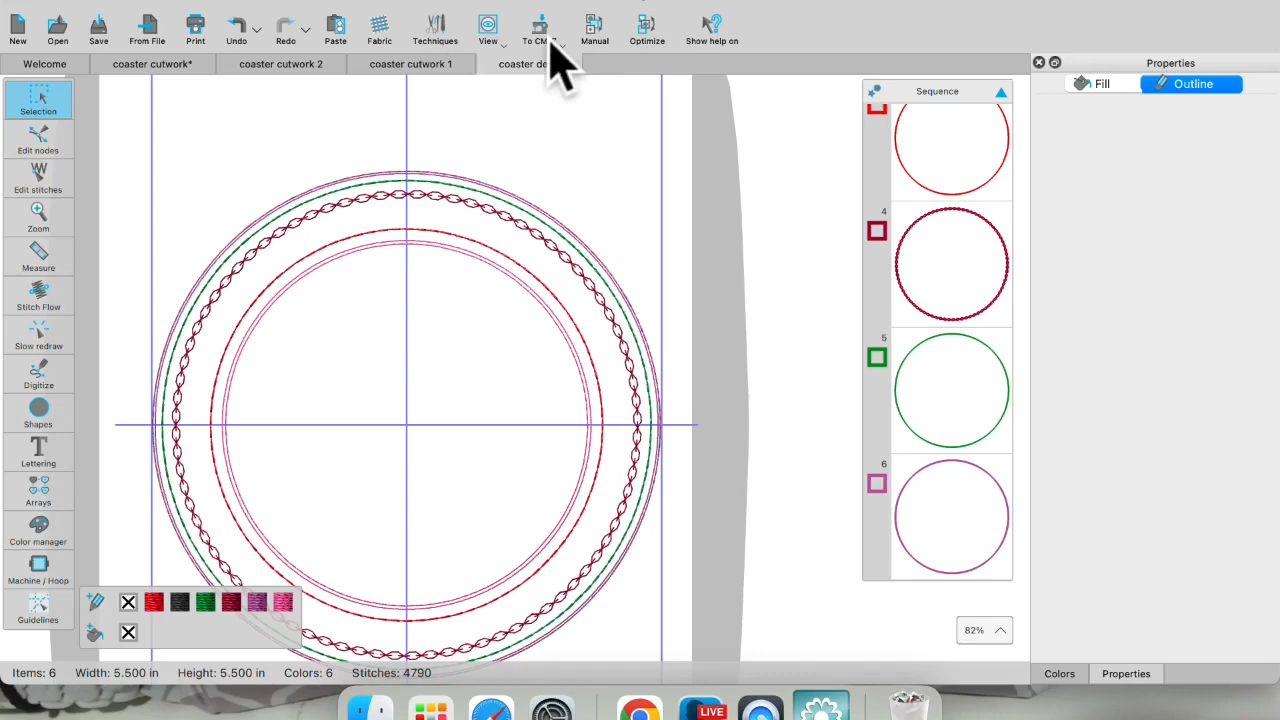 New Open Save From File Print Undo Redo Paste Fabric Techniques View Manual Optimize Show help on
Welcome coaster cutwork* coaster cutwork 2 coaster cutwork 1 coaster
Properties
Fill Outline
Sequence
Selection
Edit nodes
Edit stitches
Zoom
Measure
Stitch Flow
Slow redraw
Digitize
Shapes
Lettering
Arrays
Color manager
Machine / Hoop
Guidelines
4
5
6
82%
Items: 6 Width: 5.500 in Height: 5.500 in Colors: 6 Stitches: 4790
Colors Properties
LIVE